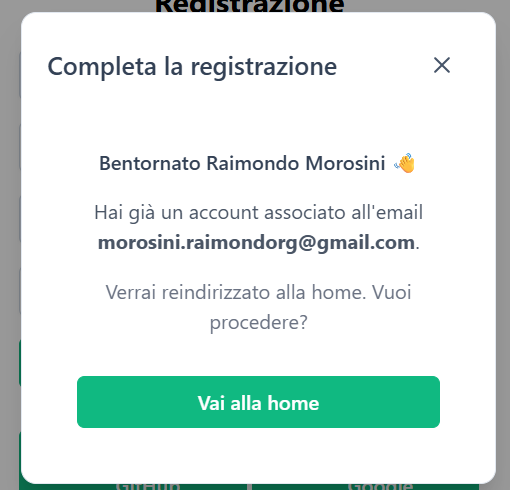 Registrazione
Completa la registrazione
Bentornato Raimondo Morosini 👋
Hai già un account associato all'email
morosini.raimondorg@gmail.com.
Verrai reindirizzato alla home. Vuoi
procedere?
Vai alla home
GitHub
Google